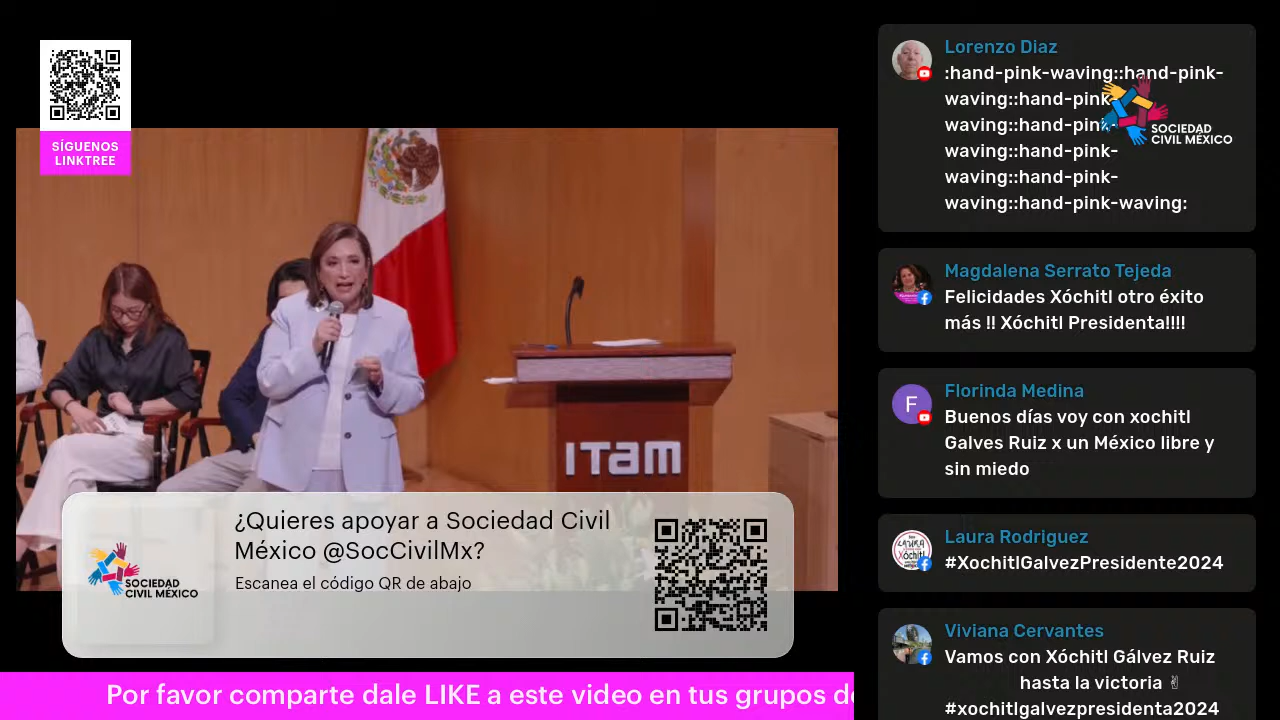 SÍGUENOS
LINKTREE
ITAM
¿Quieres apoyar a Sociedad Civil
México @SocCivilMx?
Escanea el código QR de abajo
SOCIEDAD
CIVIL MÉXICO
Por favor comparte dale LIKE a este video en tus grupos de
Lorenzo Diaz
:hand-pink-waving::hand-pink-
waving::hand-pink-
waving::hand-pink-
waving::hand-pink-
waving::hand-pink-
waving::hand-pink-waving:
SOCIEDAD
CIVIL MÉXICO
Magdalena Serrato Tejeda
Felicidades Xóchitl otro éxito
más !! Xóchitl Presidenta!!!!
F
Florinda Medina
Buenos días voy con xochitl
Galves Ruiz x un México libre y
sin miedo
Laura Rodriguez
#XochitlGalvezPresidente2024
Viviana Cervantes
Vamos con Xóchitl Gálvez Ruiz
hasta la victoria ✌
#xochitlgalvezpresidenta2024